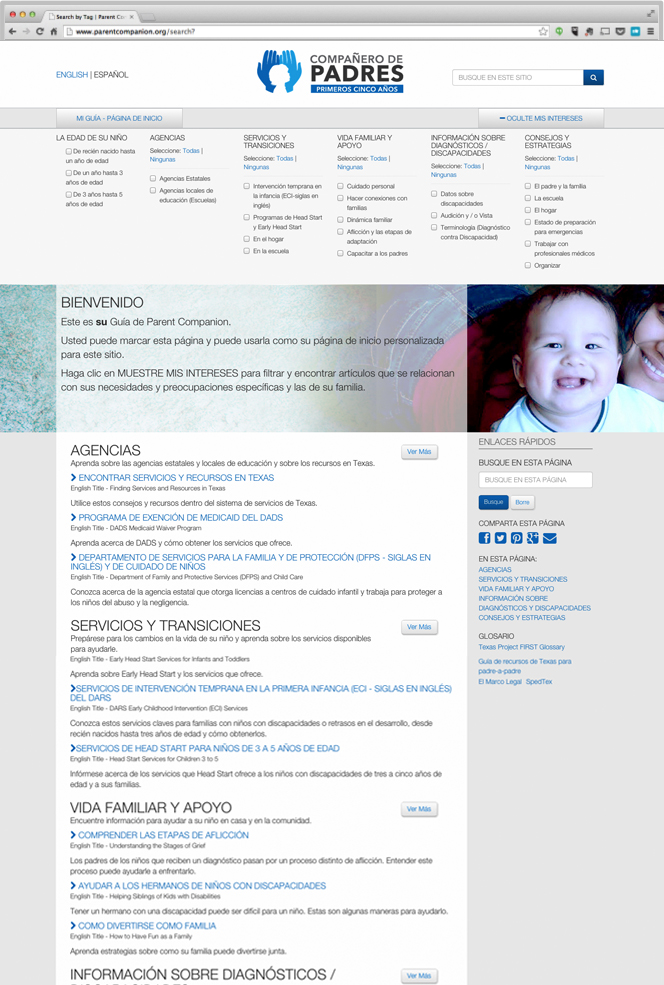 Search by Tag | Parent Co
www.parentcompanion.org/search?
ENGLISH | ESPAÑOL
COMPAÑERO DE
PADRES
PRIMEROS CINCO AÑOS
BUSQUE EN ESTE SITIO
MI GUÍA - PÁGINA DE INICIO
OCULTE MIS INTERESES
LA EDAD DE SU NIÑO
De recién nacido hasta
un año de edad
De un año hasta 3
años de edad
De 3 años hasta 5
años de edad
AGENCIAS
Seleccione: Todas |
Ningunas
Agencias Estatales
Agencias locales de
educación (Escuelas)
SERVICIOS Y
TRANSICIONES
Seleccione: Todas |
Ningunas
Intervención temprana en
la infancia (ECI-siglas en
inglés)
Programas de Head Start
y Early Head Start
En el hogar
En la escuela
VIDA FAMILIAR Y
APOYO
Seleccione: Todas |
Ningunas
Cuidado personal
Hacer conexiones con
familias
Dinámica familiar
Aflicción y las etapas de
adaptación
Capacitar a los padres
INFORMACIÓN SOBRE
DIAGNÓSTICOS /
DISCAPACIDADES
Seleccione: Todas |
Ningunas
Datos sobre
discapacidades
Audición y / o Vista
Terminología (Diagnóstico
contra Discapacidad)
CONSEJOS Y
ESTRATEGIAS
Seleccione: Todas |
Ningunas
El padre y la familia
La escuela
El hogar
Estado de preparación
para emergencias
Trabajar con
profesionales médicos
Organizar
BIENVENIDO
Este es su Guía de Parent Companion.
Usted puede marcar esta página y puede usarla como su página de inicio personalizada
para este sitio.
Haga clic en MUESTRE MIS INTERESES para filtrar y encontrar artículos que se relacionan
con sus necesidades y preocupaciones específicas y las de su familia.
AGENCIAS
Ver Más
Aprenda sobre las agencias estatales y locales de educación y sobre los recursos en Texas.
ENCONTRAR SERVICIOS Y RECURSOS EN TEXAS
English Title - Finding Services and Resources in Texas
Utilice estos consejos y recursos dentro del sistema de servicios de Texas.
PROGRAMA DE EXENCIÓN DE MEDICAID DEL DADS
English Title - DADS Medicaid Waiver Program
Aprenda acerca de DADS y cómo obtener los servicios que ofrece.
DEPARTAMENTO DE SERVICIOS PARA LA FAMILIA Y DE PROTECCIÓN (DFPS - SIGLAS EN
INGLÉS) Y DE CUIDADO DE NIÑOS
English Title - Department of Family and Protective Services (DFPS) and Child Care
Conozca acerca de la agencia estatal que otorga licencias a centros de cuidado infantil y trabaja para proteger a
los niños del abuso y la negligencia.
SERVICIOS Y TRANSICIONES
Ver Más
Prepárese para los cambios en la vida de su niño y aprenda sobre los servicios disponibles
para ayudarle.
English Title - Early Head Start Services for Infants and Toddlers
Aprenda sobre Early Head Start y los servicios que ofrece.
SERVICIOS DE INTERVENCIÓN TEMPRANA EN LA PRIMERA INFANCIA (ECI - SIGLAS EN INGLÉS)
DEL DARS
English Title - DARS Early Childhood Intervention (ECI) Services
Conozca estos servicios claves para familias con niños con discapacidades o retrasos en el desarrollo, desde
recién nacidos hasta tres años de edad y cómo obtenerlos.
SERVICIOS DE HEAD START PARA NIÑOS DE 3 A 5 AÑOS DE EDAD
English Title - Head Start Services for Children 3 to 5
Infórmese acerca de los servicios que Head Start ofrece a los niños con discapacidades de tres a cinco años de
edad y a sus familias.
VIDA FAMILIAR Y APOYO
Ver Más
Encuentre información para ayudar a su niño en casa y en la comunidad.
COMPRENDER LAS ETAPAS DE AFLICCIÓN
English Title - Understanding the Stages of Grief
Los padres de los niños que reciben un diagnóstico pasan por un proceso distinto de aflicción. Entender este
proceso puede ayudarle a enfrentarlo.
AYUDAR A LOS HERMANOS DE NIÑOS CON DISCAPACIDADES
English Title - Helping Siblings of Kids with Disabilities
Tener un hermano con una discapacidad puede ser difícil para un niño. Estas son algunas maneras para ayudarlo.
COMO DIVERTIRSE COMO FAMILIA
English Title - How to Have Fun as a Family
Aprenda estrategias sobre como su familia puede divertirse junta.
INFORMACIÓN SOBRE DIAGNÓSTICOS /
Ver Más
ENLACES RÁPIDOS
BUSQUE EN ESTA PÁGINA
BUSQUE EN ESTA PÁGINA
Busque
Borre
COMPARTA ESTA PÁGINA
EN ESTA PÁGINA:
AGENCIAS
SERVICIOS Y TRANSICIONES
VIDA FAMILIAR Y APOYO
INFORMACIÓN SOBRE
DIAGNÓSTICOS Y DISCAPACIDADES
CONSEJOS Y ESTRATEGIAS
GLOSARIO
Texas Project FIRST Glossary
Guia de recursos de Texas para
padre-a-padre
El Marco Legal SpedTex